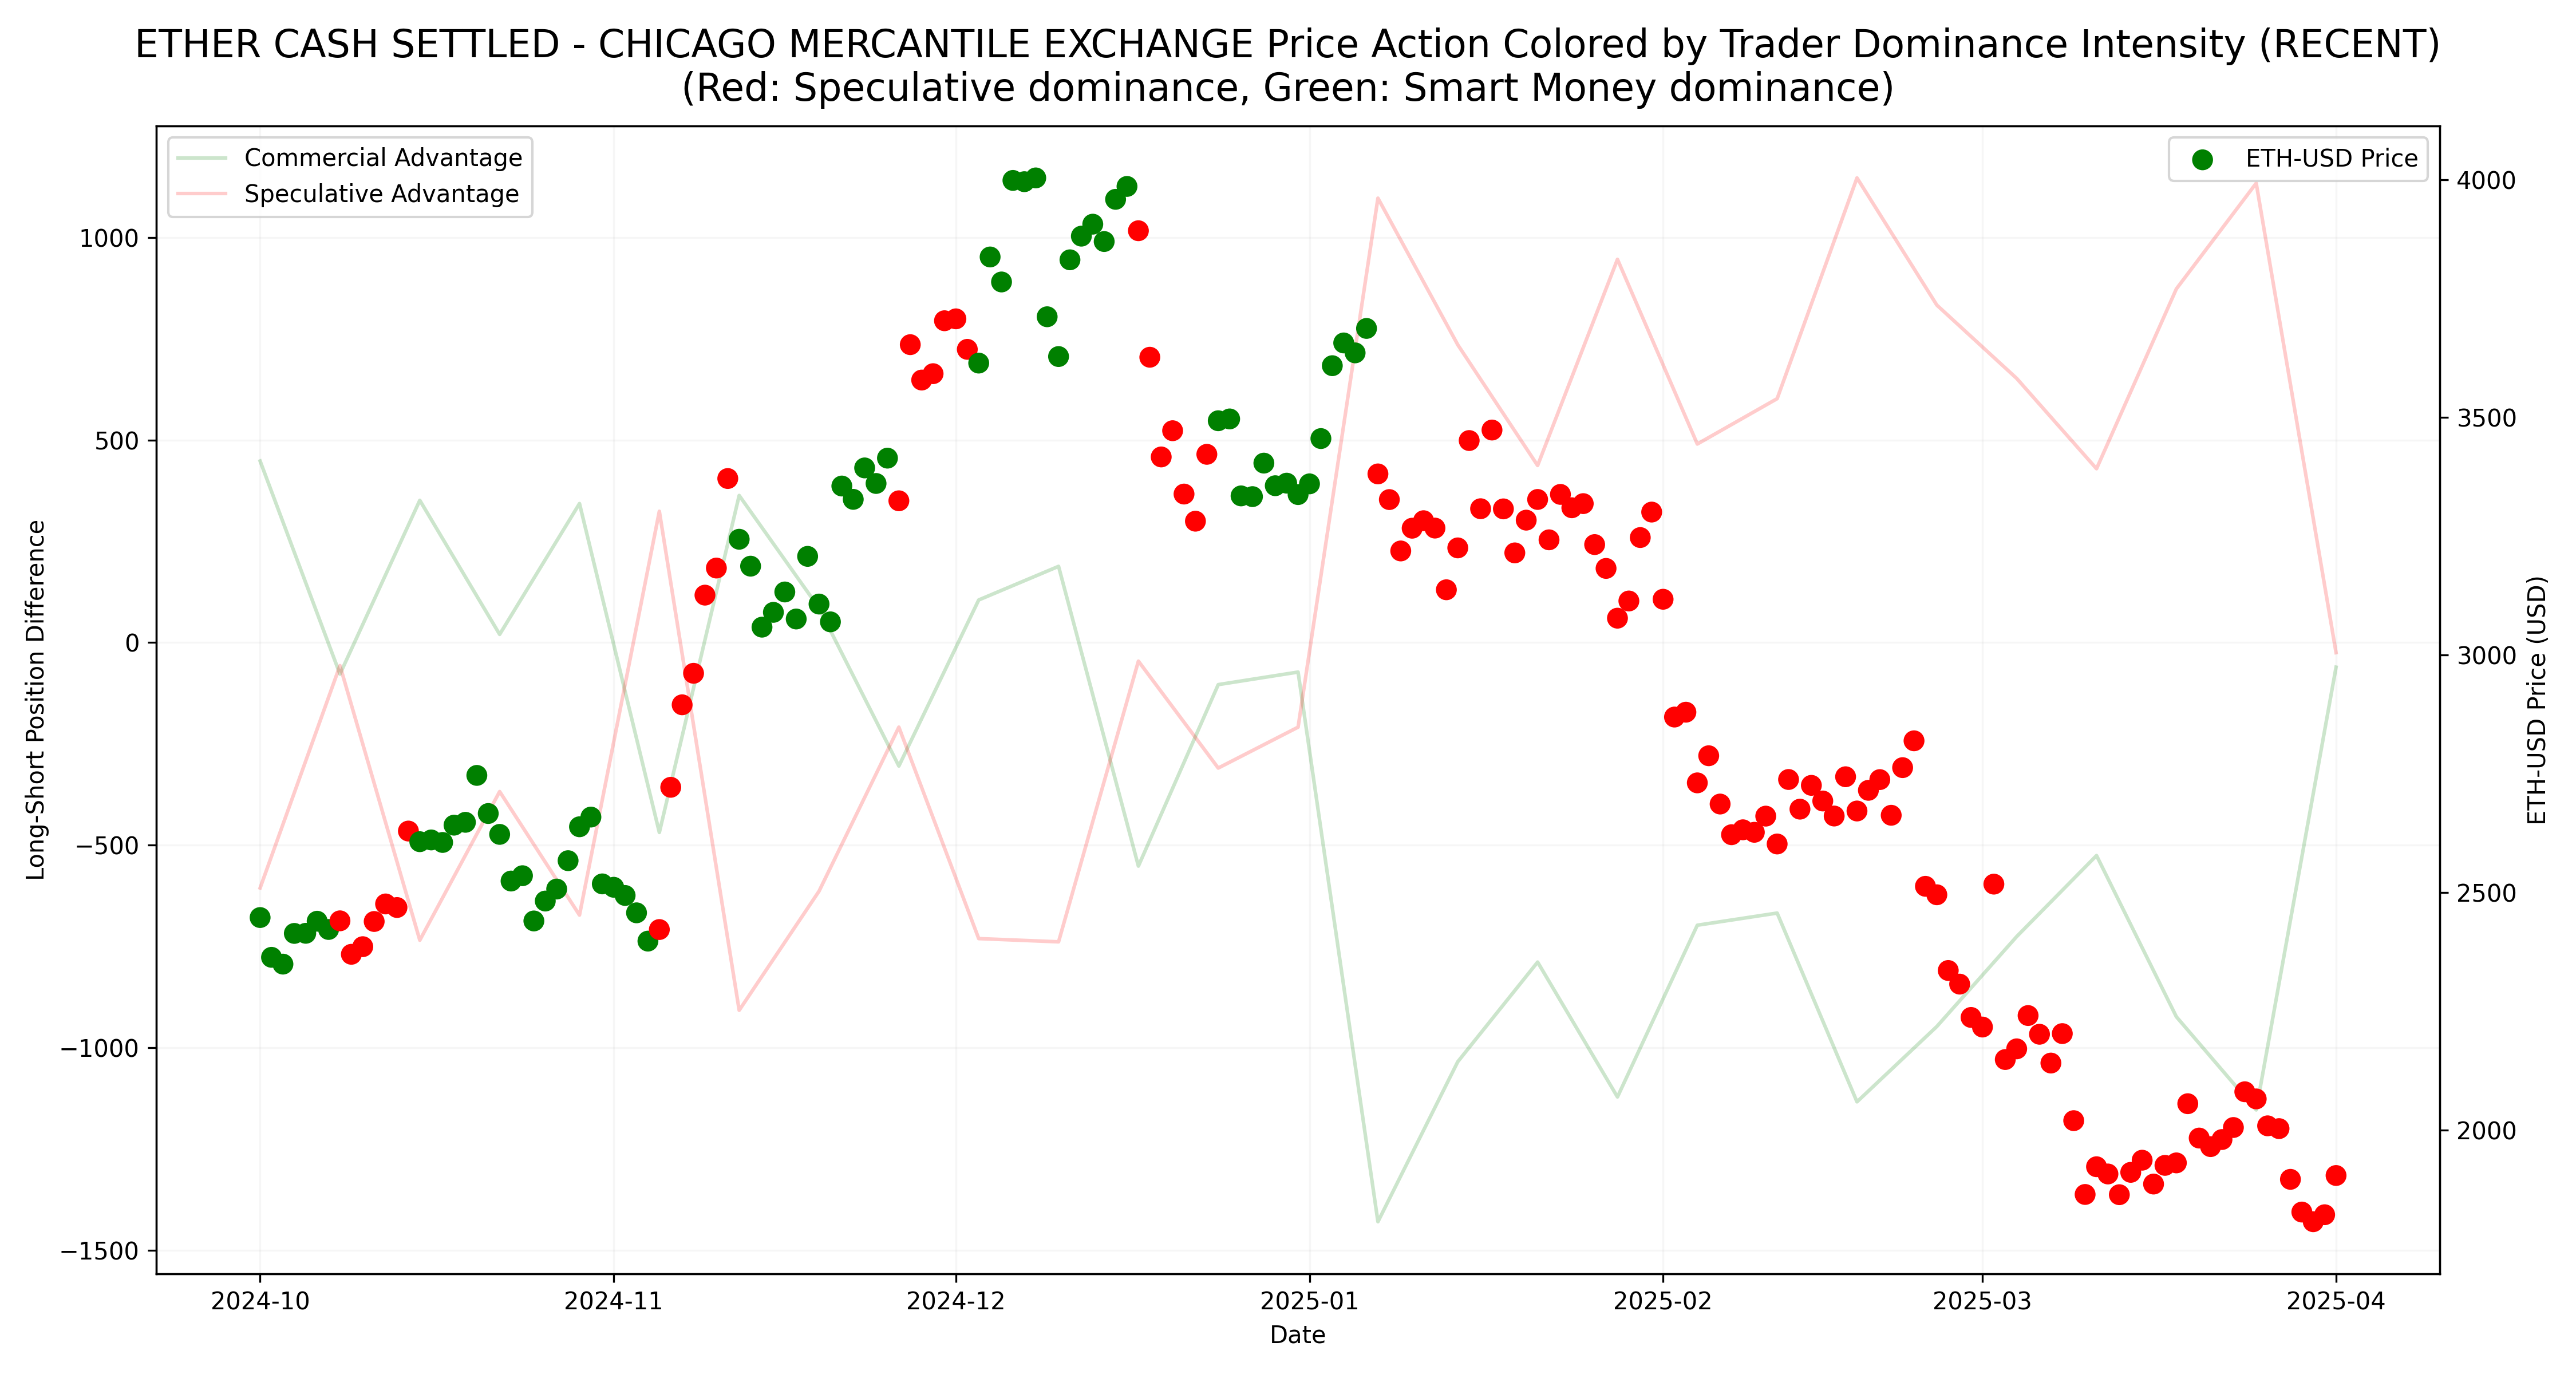 ETHER CASH SETTLED - CHICAGO MERCANTILE EXCHANGE Price Action Colored by Trader Dominance Intensity (RECENT)
(Red: Speculative dominance, Green: Smart Money dominance)
Commercial Advantage
Speculative Advantage
ETH-USD Price
Long-Short Position Difference
1000
500
0
−500
−1000
−1500
4000
3500
3000
2500
2000
ETH-USD Price (USD)
2024-10
2024-11
2024-12
2025-01
2025-02
2025-03
2025-04
Date